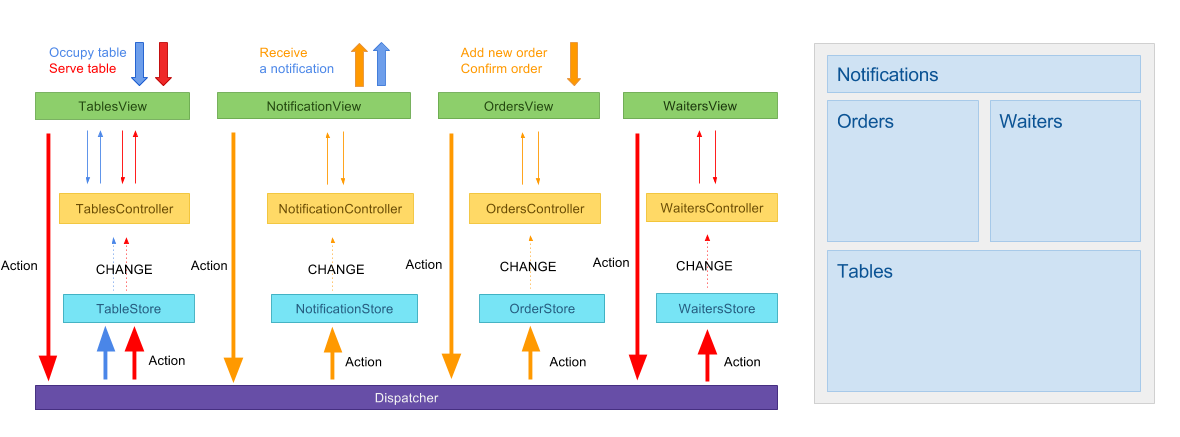 Occupy table
Serve table
Receive
a notification
Add new order
Confirm order
TablesView
NotificationView
OrdersView
WaitersView
TablesController
NotificationController
OrdersController
WaitersController
Action
CHANGE
Action
CHANGE
Action
CHANGE
Action
CHANGE
TableStore
NotificationStore
OrderStore
WaitersStore
Action
Action
Action
Action
Dispatcher
Notifications
Orders
Waiters
Tables